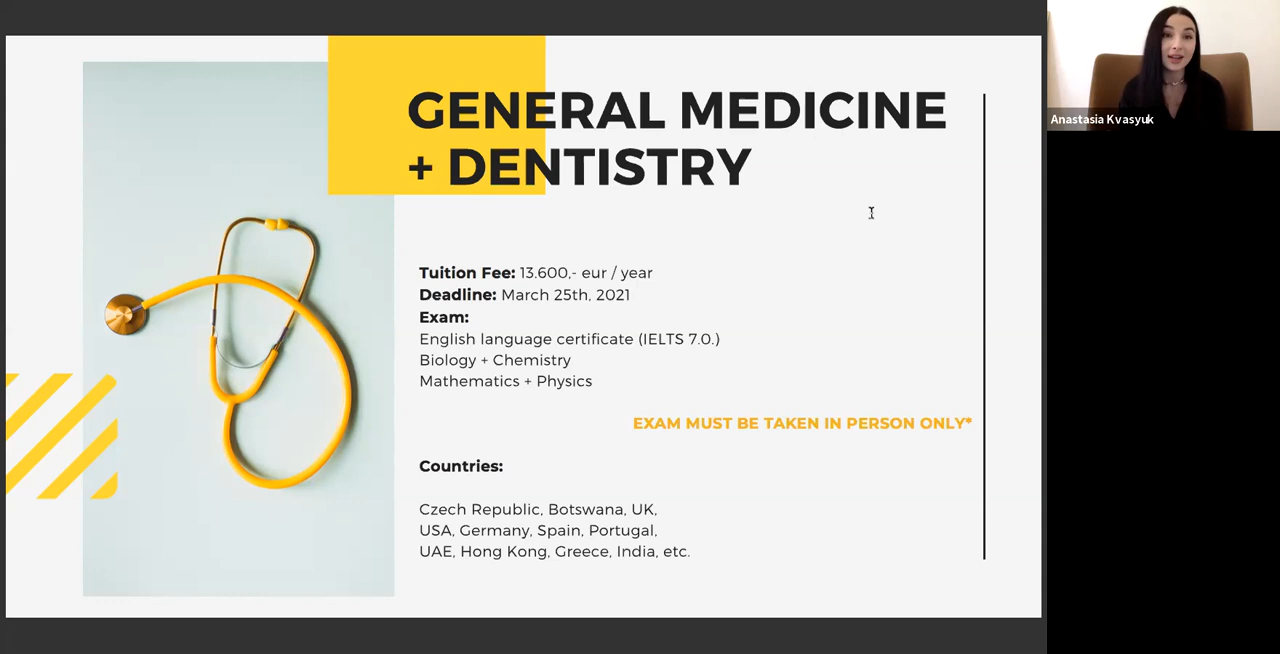 GENERAL MEDICINE
+ DENTISTRY
Tuition Fee: 13.600,- eur / year
Deadline: March 25th, 2021
Exam:
English language certificate (IELTS 7.0.)
Biology + Chemistry
Mathematics + Physics
EXAM MUST BE TAKEN IN PERSON ONLY*
Countries:
Czech Republic, Botswana, UK,
USA, Germany, Spain, Portugal,
UAE, Hong Kong, Greece, India, etc.
Anastasia Kvasyuk